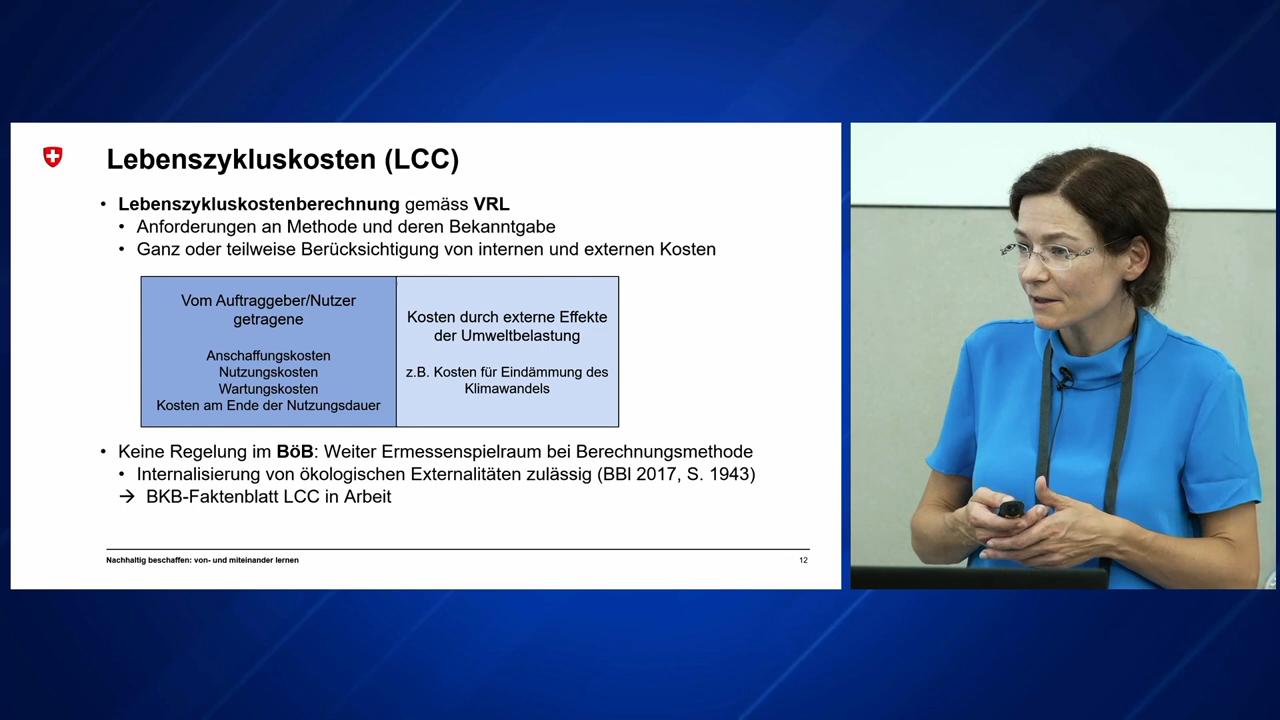 Lebenszykluskosten (LCC)
• Lebenszykluskostenberechnung gemäss VRL
• Anforderungen an Methode und deren Bekanntgabe
• Ganz oder teilweise Berücksichtigung von internen und externen Kosten
Vom Auftraggeber/Nutzer
getragene
Anschaffungskosten
Nutzungskosten
Wartungskosten
Kosten am Ende der Nutzungsdauer
Kosten durch externe Effekte
der Umweltbelastung
z.B. Kosten für Eindämmung des
Klimawandels
• Keine Regelung im BöB: Weiter Ermessenspielraum bei Berechnungsmethode
• Internalisierung von ökologischen Externalitäten zulässig (BBl 2017, S. 1943)
→ BKB-Faktenblatt LCC in Arbeit
Nachhaltig beschaffen: von- und miteinander lernen
12